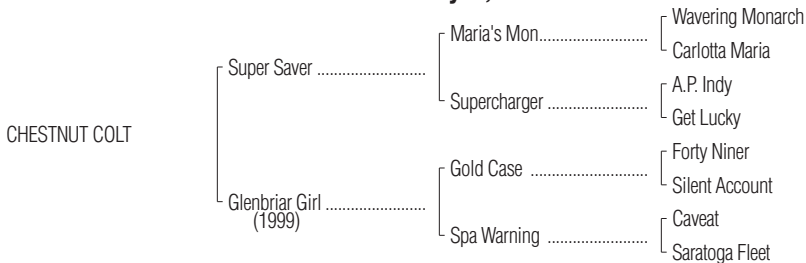 Wavering Monarch
Maria's Mon..........................
Carlotta Maria
Super Saver ..........................
A.P. Indy
Supercharger ........................
Get Lucky
CHESTNUT COLT
Forty Niner
Gold Case ............................
Silent Account
Glenbriar Girl ........................
(1999)
Caveat
Spa Warning ........................
Saratoga Fleet